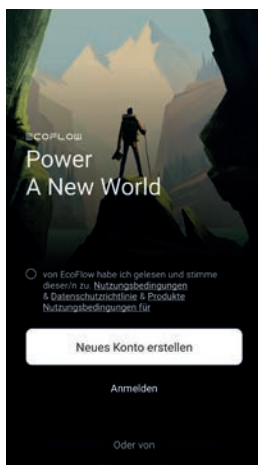 ECOFLOW
Power
A New World
von EcoFlow habe ich gelesen und stimme
dieser/n zu. Nutzungsbedingungen
& Datenschutzrichtlinie & Produkte
Nutzungsbedingungen für
Neues Konto erstellen
Anmelden
Oder von